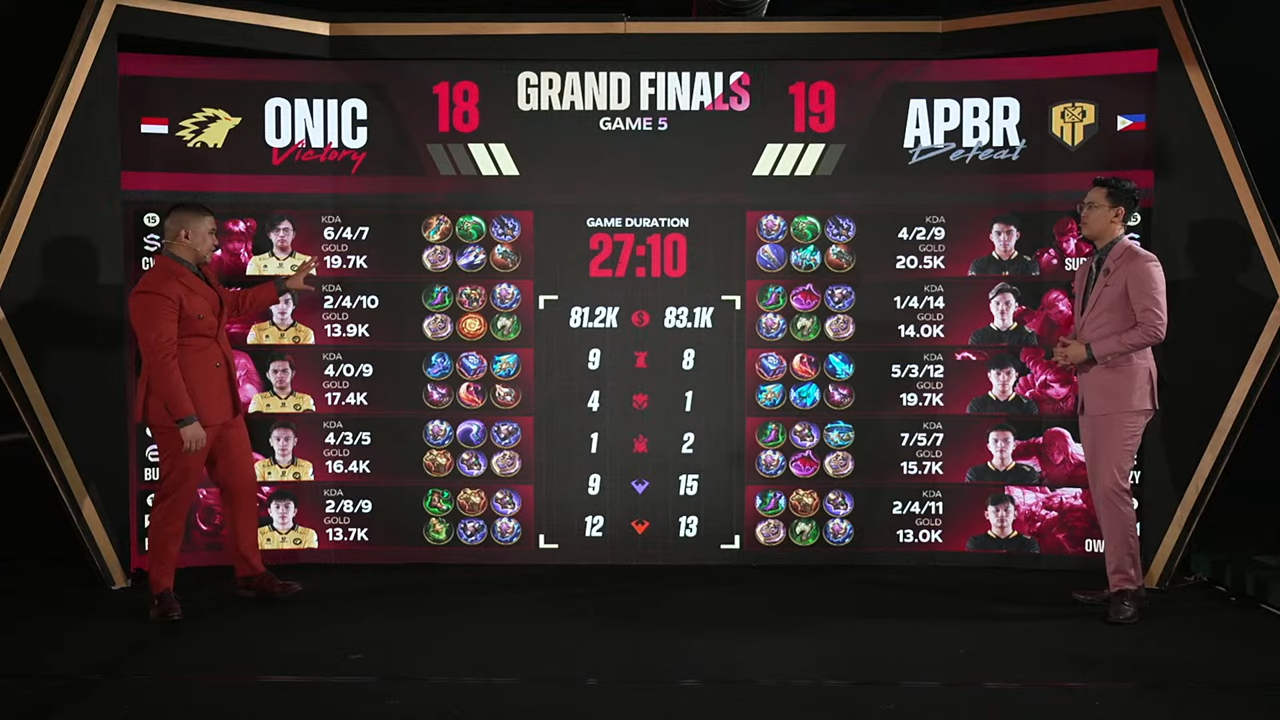 GRAND FINALS
GAME 5
ONIC
Victory
18
19
APBR
Defeat
GAME DURATION
27:10
81.2K 83.1K
9 8
4 1
1 2
9 15
12 13
15
KDA
6/4/7
GOLD
19.7K
KDA
2/4/10
GOLD
13.9K
KDA
4/0/9
GOLD
17.4K
KDA
4/3/5
GOLD
16.4K
BU
KDA
2/8/9
GOLD
13.7K
KDA
4/2/9
GOLD
20.5K
KDA
1/4/14
GOLD
14.0K
KDA
5/3/12
GOLD
19.7K
KDA
7/5/7
GOLD
15.7K
ZY
KDA
2/4/11
GOLD
13.0K
OW